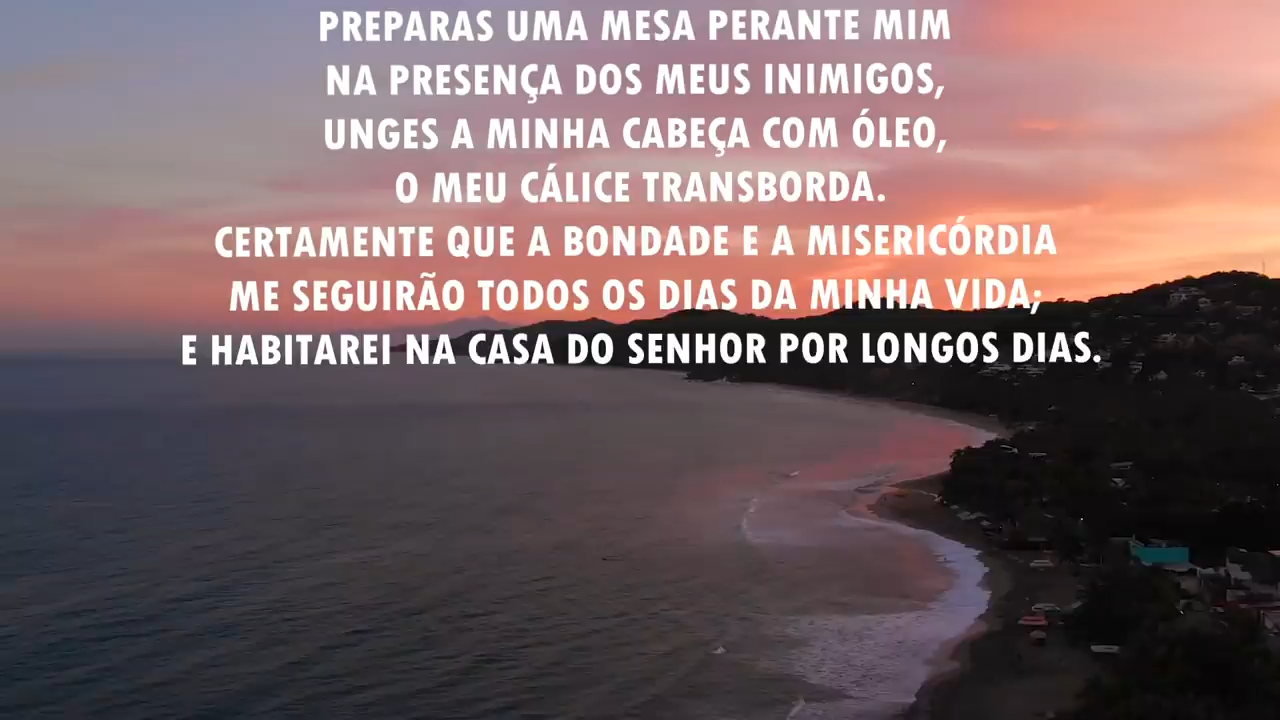 PREPARAS UMA MESA PERANTE MIM
NA PRESENÇA DOS MEUS INIMIGOS,
UNGES A MINHA CABEÇA COM ÓLEO,
O MEU CÁLICE TRANSBORDA.
CERTAMENTE QUE A BONDADE E A MISERICÓRDIA
ME SEGUIRÃO TODOS OS DIAS DA MINHA VIDA;
E HABITAREI NA CASA DO SENHOR POR LONGOS DIAS.